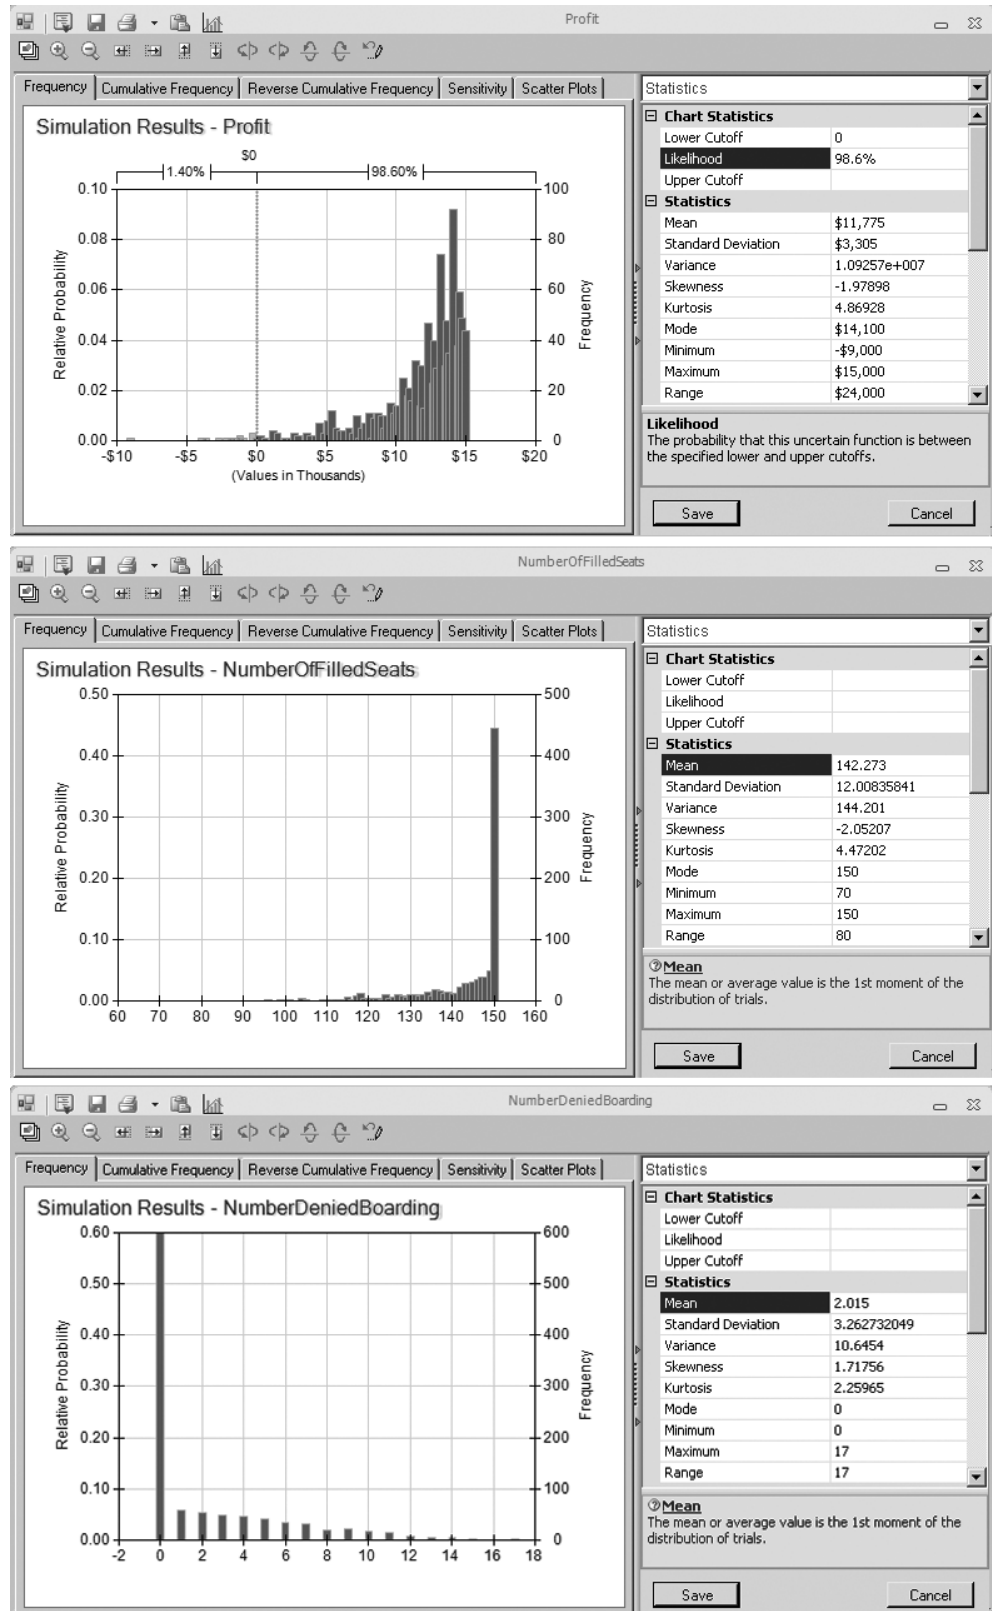 Profit
Frequency Cumulative Frequency Reverse Cumulative Frequency Sensitivity Scatter Plots
Statistics
Simulation Results - Profit
$0
1.40% 98.60%
0.10 100
0.08 80
0.06 60
0.04 40
0.02 20
0.00 0
Relative Probability
Frequency
-$10 -$5 $0 $5 $10 $15 $20
(Values in Thousands)
Chart Statistics
Lower Cutoff 0
Likelihood 98.6%
Upper Cutoff
Statistics
Mean $11,775
Standard Deviation $3,305
Variance 1.09257e+007
Skewness -1.97898
Kurtosis 4.86928
Mode $14,100
Minimum -$9,000
Maximum $15,000
Range $24,000
Likelihood
The probability that this uncertain function is between
the specified lower and upper cutoffs.
Save Cancel
NumberOfFilledSeats
Frequency Cumulative Frequency Reverse Cumulative Frequency Sensitivity Scatter Plots
Statistics
Simulation Results - NumberOfFilledSeats
0.50 500
0.40 400
0.30 300
0.20 200
0.10 100
0.00 0
Relative Probability
Frequency
60 70 80 90 100 110 120 130 140 150 160
Chart Statistics
Lower Cutoff
Likelihood
Upper Cutoff
Statistics
Mean 142.273
Standard Deviation 12.00835841
Variance 144.201
Skewness -2.05207
Kurtosis 4.47202
Mode 150
Minimum 70
Maximum 150
Range 80
Mean
The mean or average value is the 1st moment of the
distribution of trials.
Save Cancel
NumberDeniedBoarding
Frequency Cumulative Frequency Reverse Cumulative Frequency Sensitivity Scatter Plots
Statistics
Simulation Results - NumberDeniedBoarding
0.60 600
0.50 500
0.40 400
0.30 300
0.20 200
0.10 100
0.00 0
Relative Probability
Frequency
-2 0 2 4 6 8 10 12 14 16 18
Chart Statistics
Lower Cutoff
Likelihood
Upper Cutoff
Statistics
Mean 2.015
Standard Deviation 3.262732049
Variance 10.6454
Skewness 1.71756
Kurtosis 2.25965
Mode 0
Minimum 0
Maximum 17
Range 17
Mean
The mean or average value is the 1st moment of the
distribution of trials.
Save Cancel